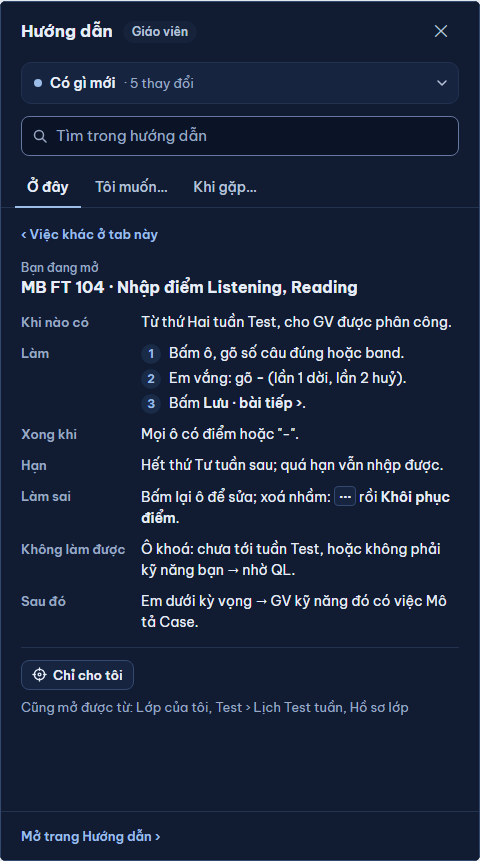 Hướng dẫn Giáo viên
Có gì mới · 5 thay đổi
Tìm trong hướng dẫn
Ở đây Tôi muốn... Khi gặp...
‹ Việc khác ở tab này
Bạn đang mở
MB FT 104 · Nhập điểm Listening, Reading
Khi nào có Từ thứ Hai tuần Test, cho GV được phân công.
Làm 1 Bấm ô, gõ số câu đúng hoặc band.
2 Em vắng: gõ - (lần 1 dời, lần 2 huỷ).
3 Bấm Lưu · bài tiếp ›.
Xong khi Mọi ô có điểm hoặc "-".
Hạn Hết thứ Tư tuần sau; quá hạn vẫn nhập được.
Làm sai Bấm lại ô để sửa; xoá nhầm: ··· rồi Khôi phục
điểm.
Không làm được Ô khoá: chưa tới tuần Test, hoặc không phải
kỹ năng bạn → nhờ QL.
Sau đó Em dưới kỳ vọng → GV kỹ năng đó có việc Mô
tả Case.
Chỉ cho tôi
Cũng mở được từ: Lớp của tôi, Test › Lịch Test tuần, Hồ sơ lớp
Mở trang Hướng dẫn ›